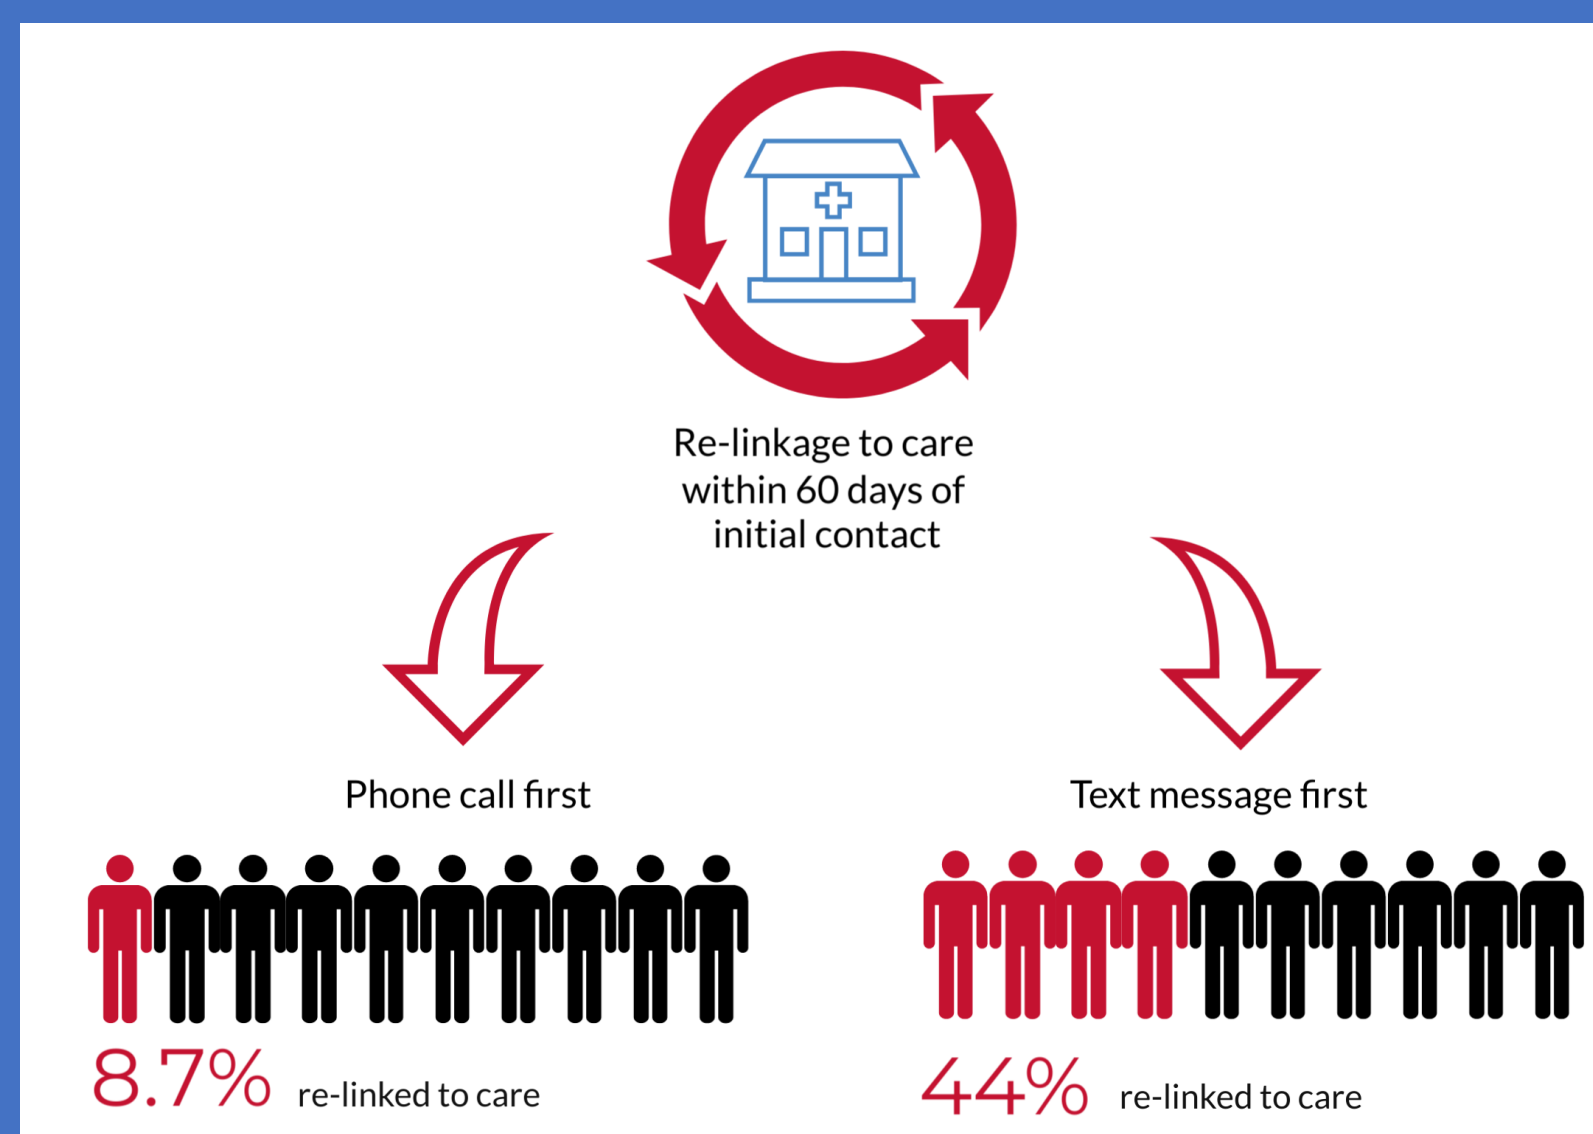 Re-linkage to care
within 60 days of
initial contact
Phone call first
Text message first
8.7% re-linked to care
44% re-linked to care